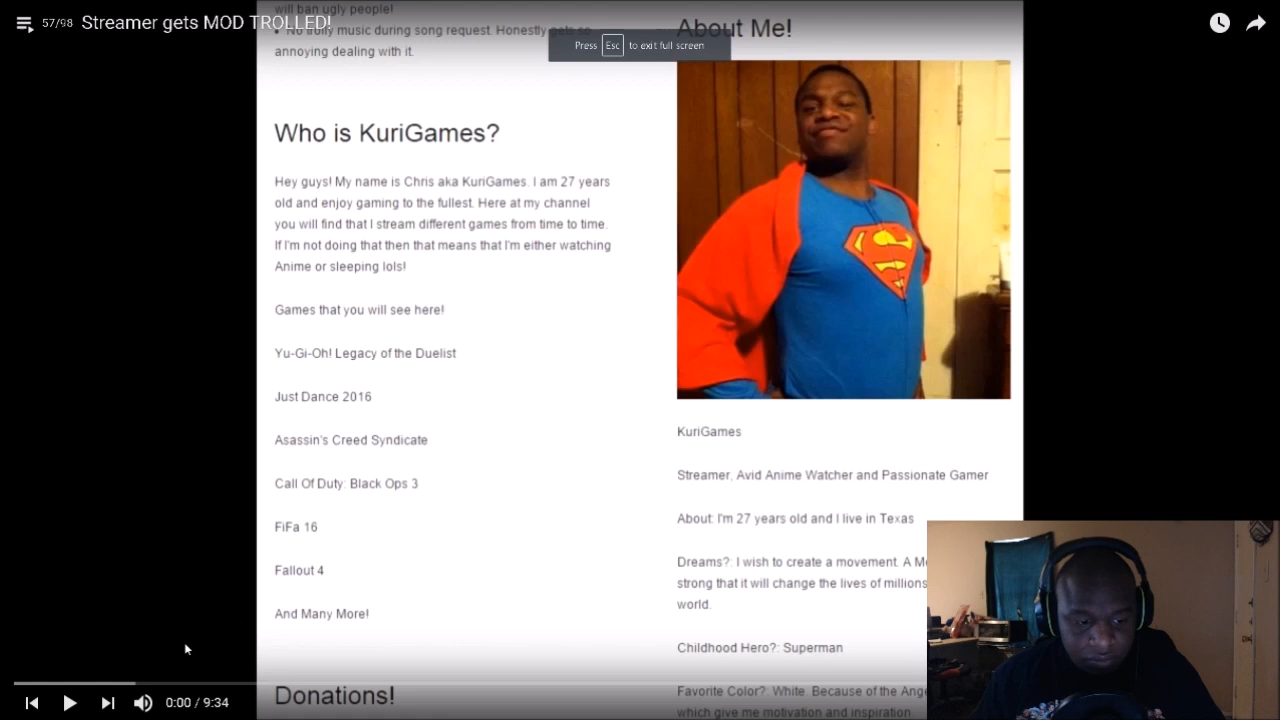 57/98 Streamer gets MOD TROLLED!
will ban ugly people!
• No trolly music during song request. Honestly gets so
annoying dealing with it.
Press Esc to exit full screen
Who is KuriGames?
Hey guys! My name is Chris aka KuriGames. I am 27 years
old and enjoy gaming to the fullest. Here at my channel
you will find that I stream different games from time to time.
If I'm not doing that then that means that I'm either watching
Anime or sleeping lols!
Games that you will see here!
Yu-Gi-Oh! Legacy of the Duelist
Just Dance 2016
Asassin's Creed Syndicate
Call Of Duty: Black Ops 3
FiFa 16
Fallout 4
And Many More!
Donations!
About Me!
S
KuriGames
Streamer, Avid Anime Watcher and Passionate Gamer
About: I'm 27 years old and I live in Texas
Dreams?: I wish to create a movement. A
strong that it will change the lives of millions
world.
Childhood Hero?: Superman
Favorite Color?: White. Because of the
which give me motivation and inspiration
0:00 / 9:34